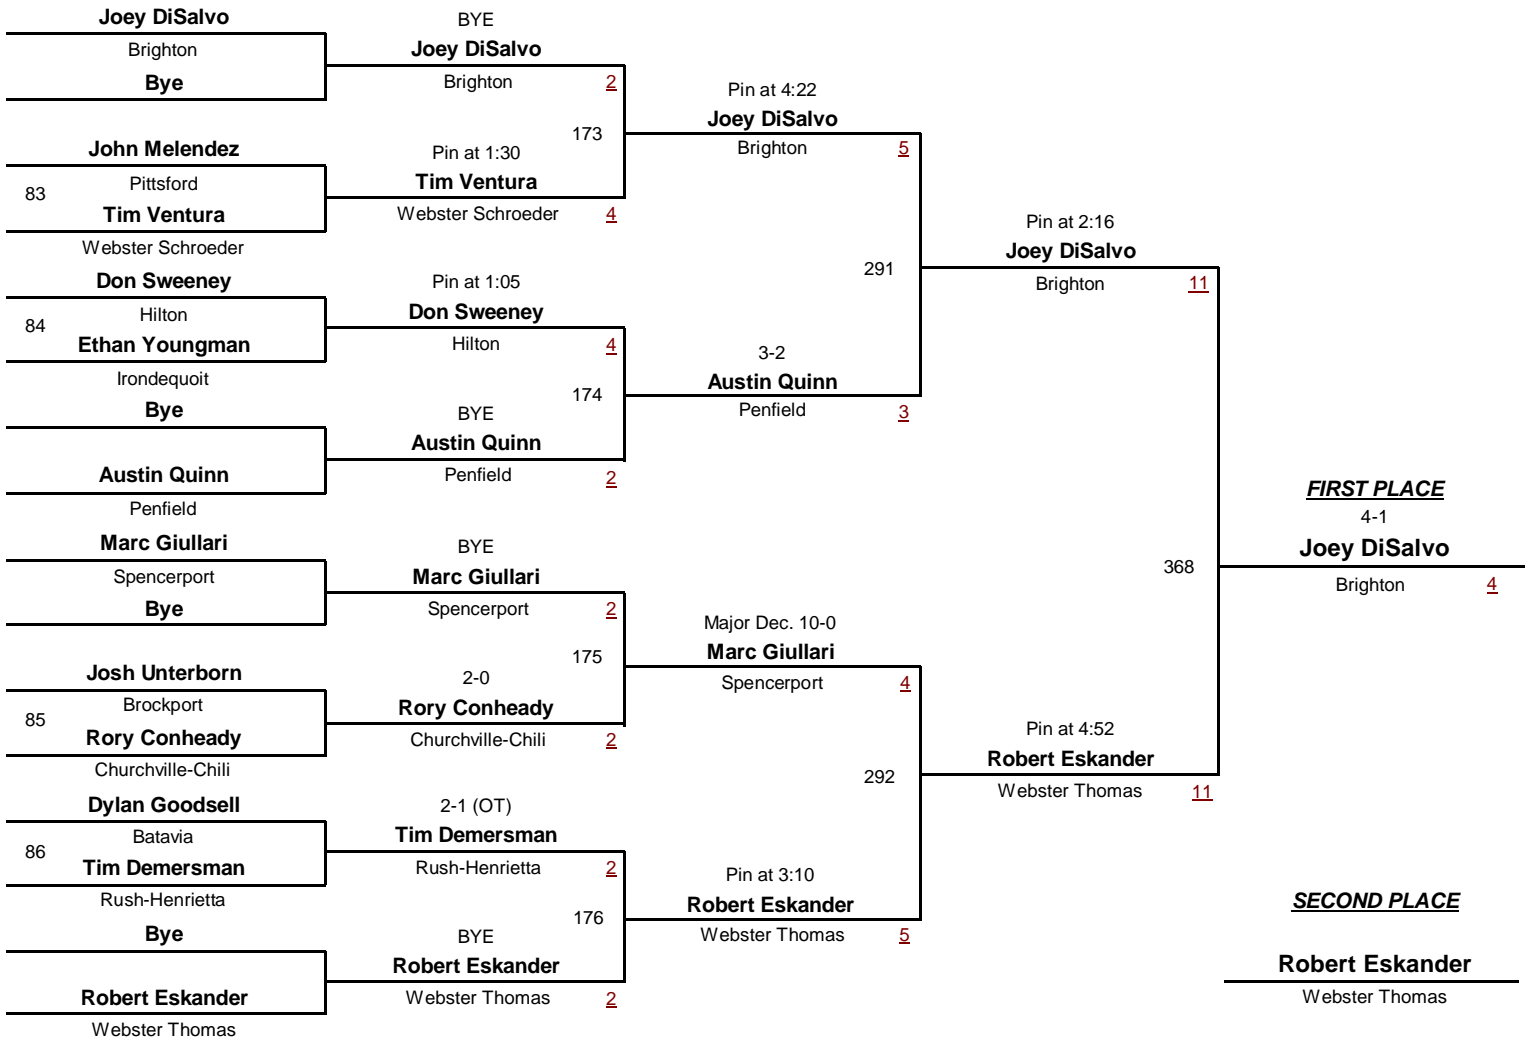 Joey DiSalvo
Brighton
Bye
John Melendez
83
Pittsford
Tim Ventura
Webster Schroeder
Don Sweeney
84
Hilton
Ethan Youngman
Irondequoit
Bye
Austin Quinn
Penfield
Marc Giullari
Spencerport
Bye
Josh Unterborn
85
Brockport
Rory Conheady
Churchville-Chili
Dylan Goodsell
86
Batavia
Tim Demersman
Rush-Henrietta
Bye
Robert Eskander
Webster Thomas
BYE
Joey DiSalvo
Brighton 2
173
Pin at 1:30
Tim Ventura
Webster Schroeder 4
Pin at 1:05
Don Sweeney
Hilton 4
174
BYE
Austin Quinn
Penfield 2
BYE
Marc Giullari
Spencerport 2
175
2-0
Rory Conheady
Churchville-Chili 2
2-1 (OT)
Tim Demersman
Rush-Henrietta 2
176
BYE
Robert Eskander
Webster Thomas 2
Pin at 4:22
Joey DiSalvo
Brighton 5
291
3-2
Austin Quinn
Penfield 3
Major Dec. 10-0
Marc Giullari
Spencerport 4
292
Pin at 3:10
Robert Eskander
Webster Thomas 5
Pin at 2:16
Joey DiSalvo
Brighton 11
368
Pin at 4:52
Robert Eskander
Webster Thomas 11
FIRST PLACE
4-1
Joey DiSalvo
Brighton 4
SECOND PLACE
Robert Eskander
Webster Thomas